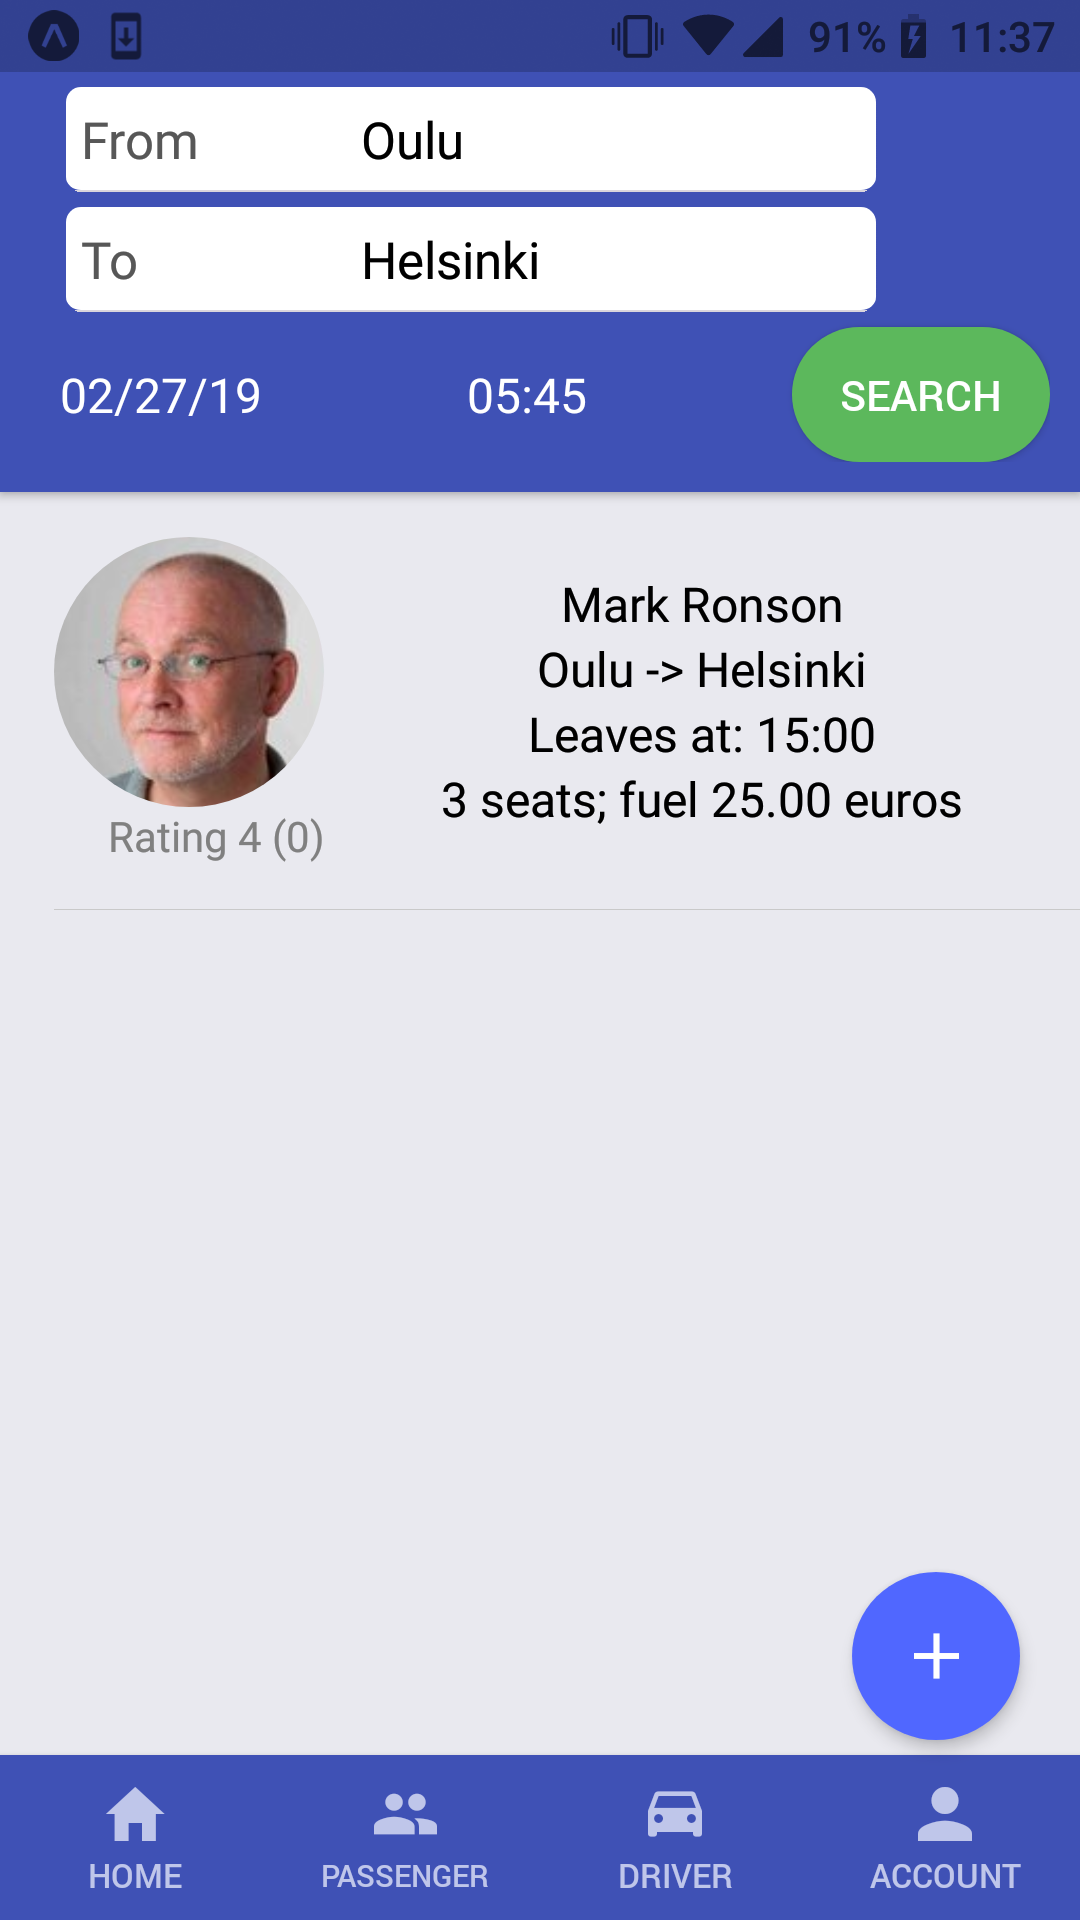 91% 11:37
From Oulu
To Helsinki
02/27/19 05:45 SEARCH
Mark Ronson
Oulu -> Helsinki
Leaves at: 15:00
3 seats; fuel 25.00 euros
Rating 4 (0)
+
HOME PASSENGER DRIVER ACCOUNT